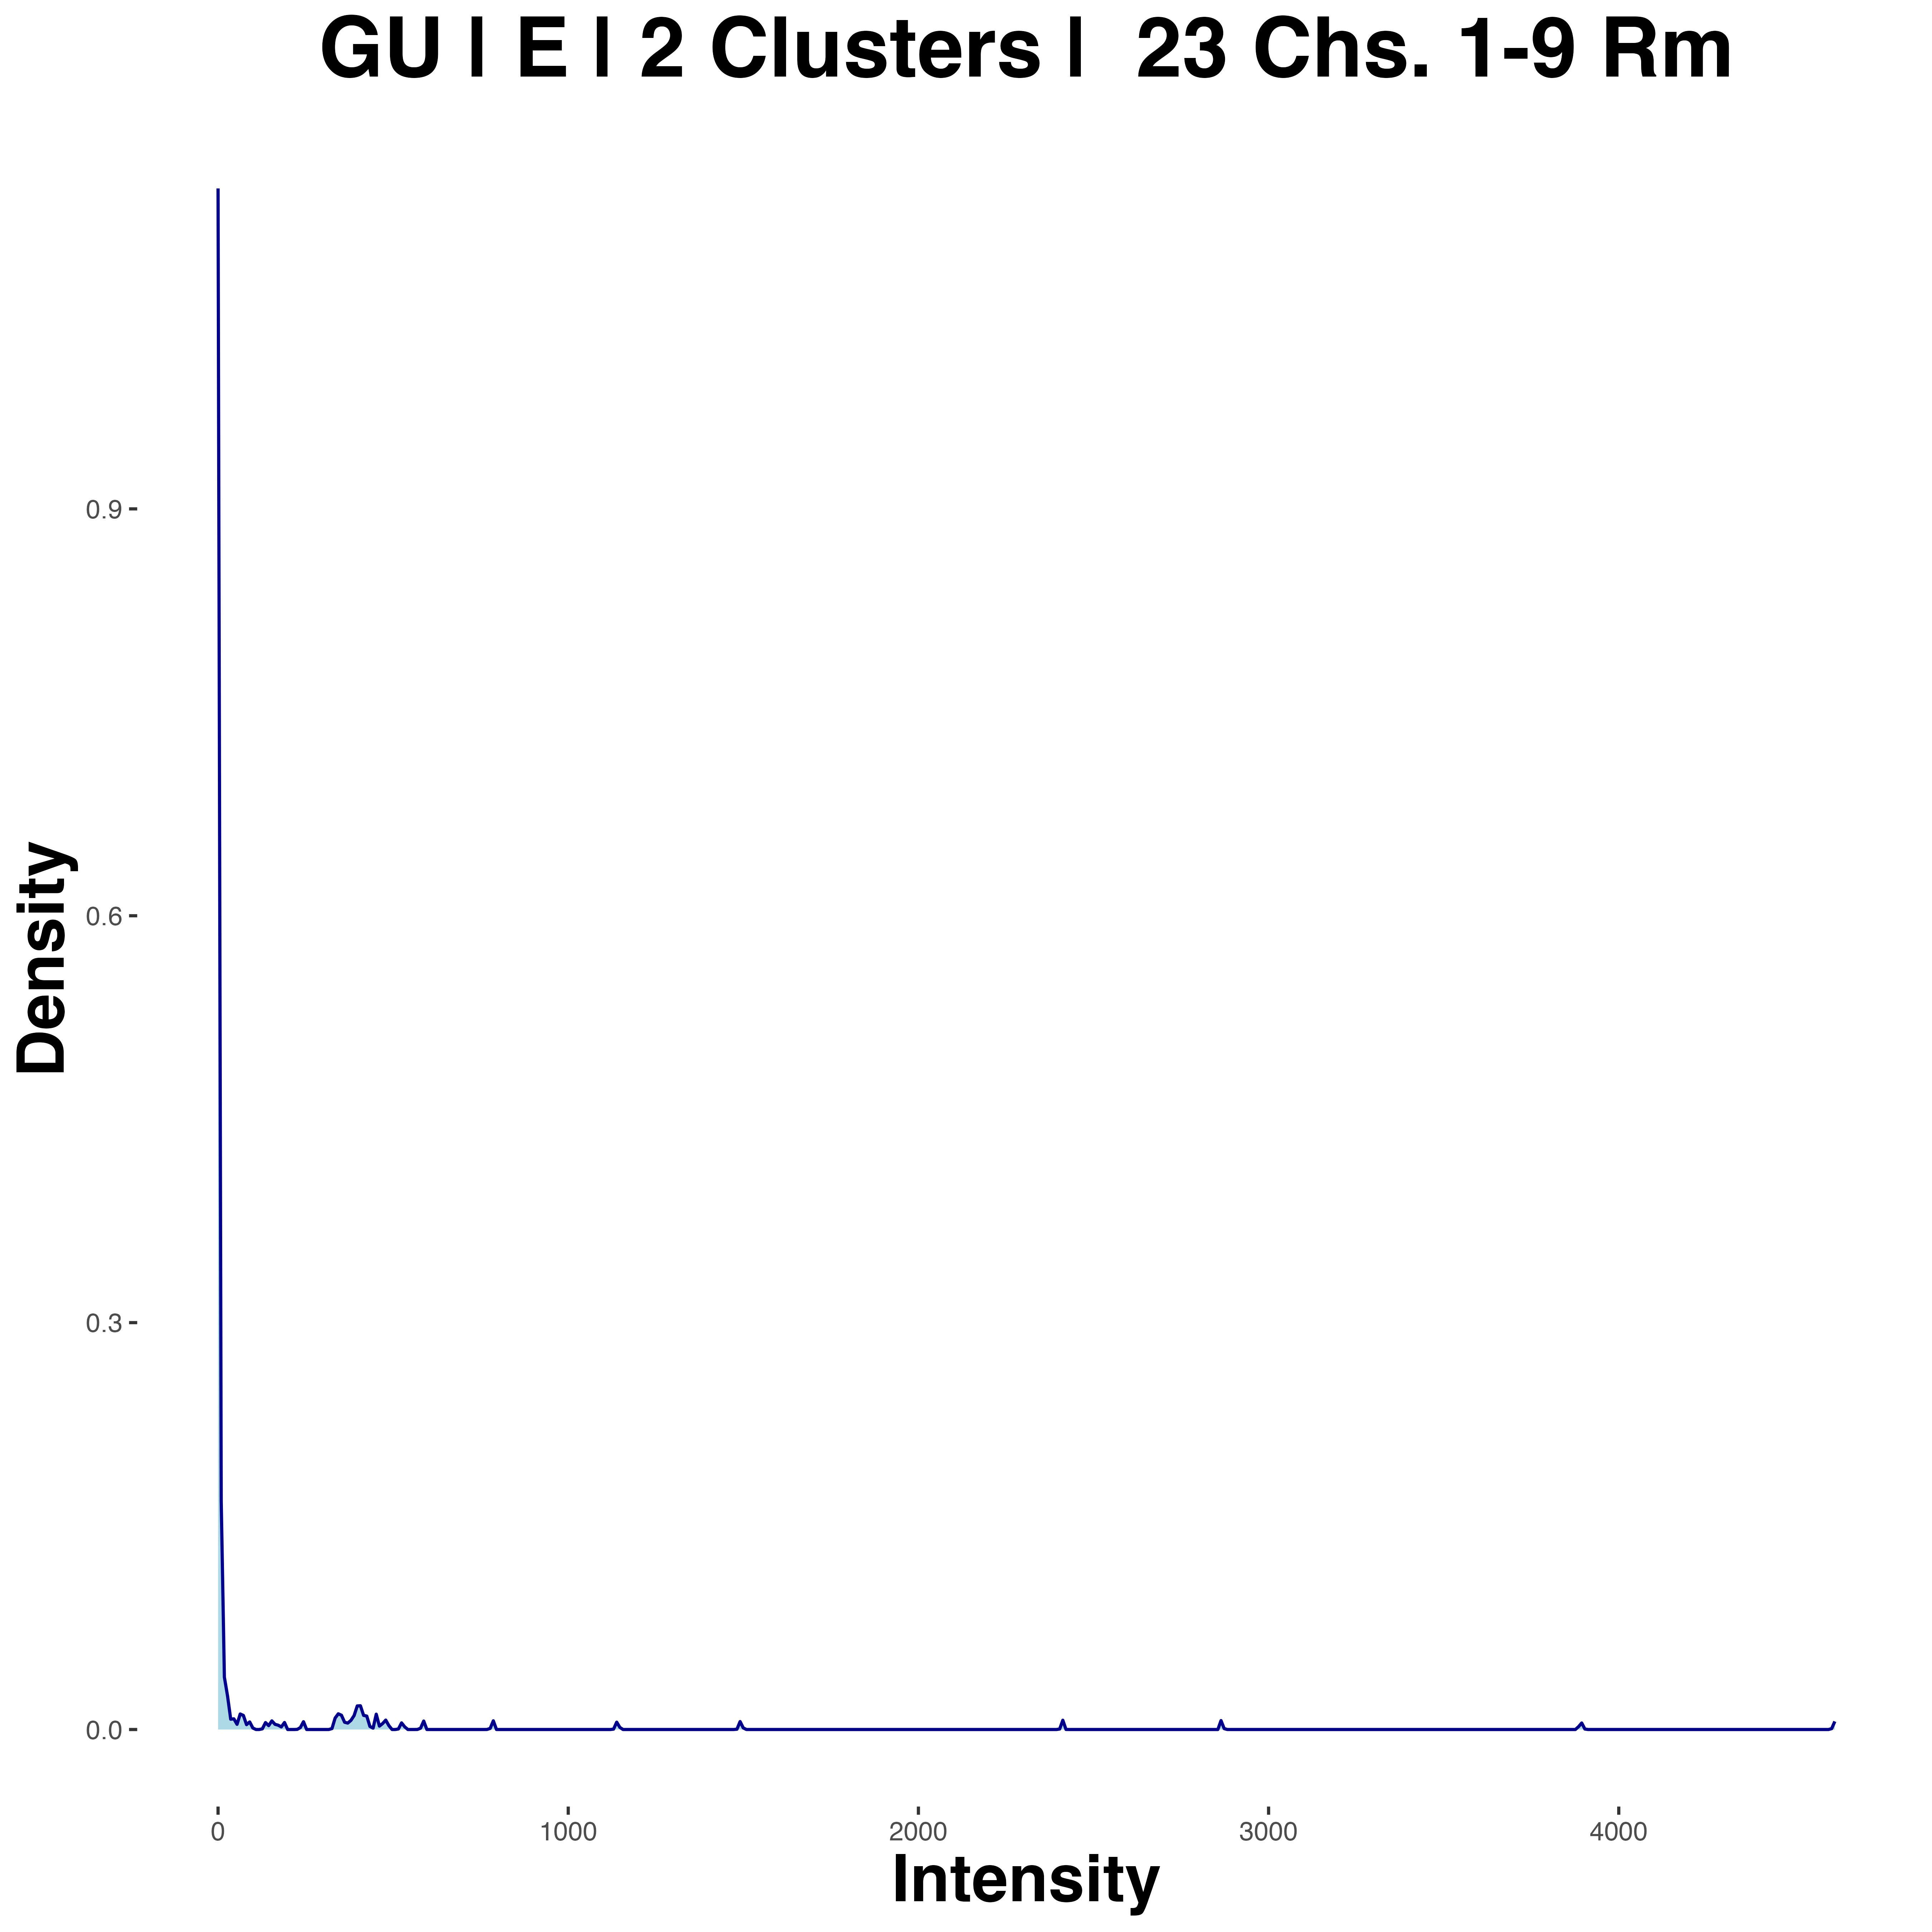 GU | E | 2 Clusters |  23 Chs. 1-9 Rm
0.9
0.6
0.3
0.0
Density
0 1000 2000 3000 4000
Intensity